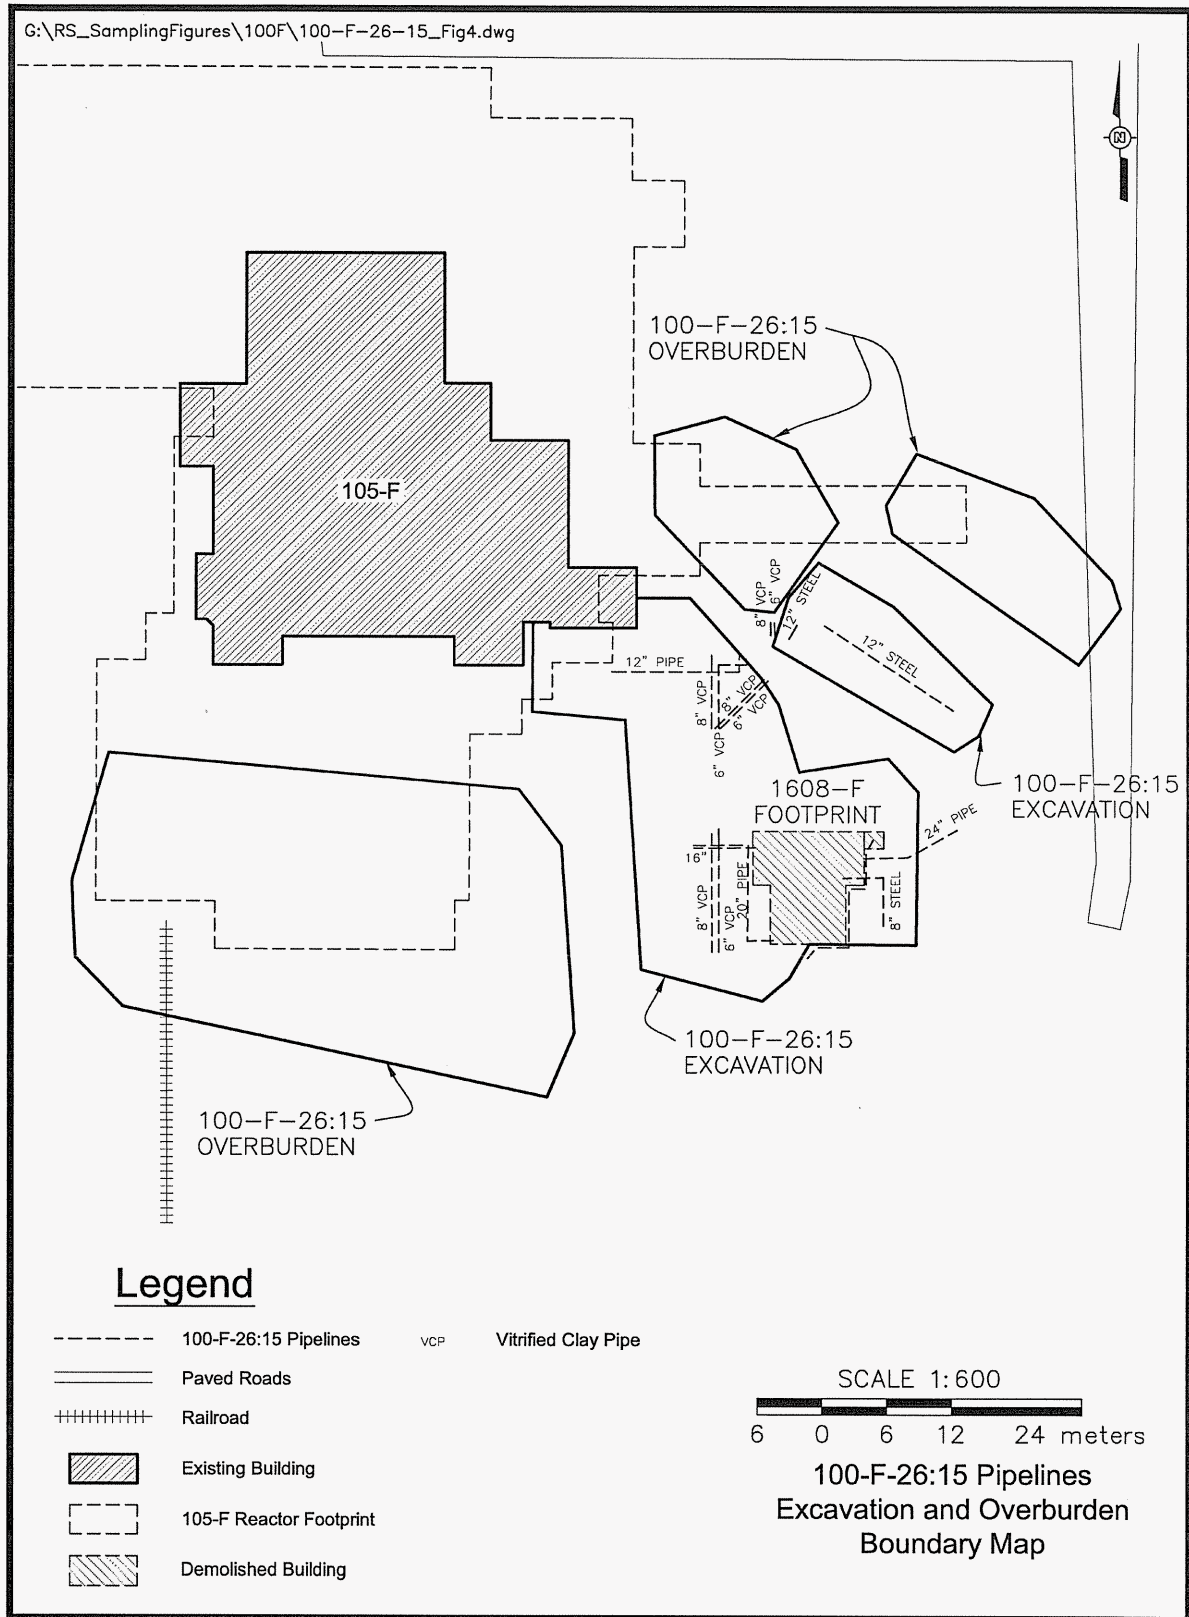 G:\RS_SamplingFigures\100F\100-F-26-15_Fig4.dwg
N
100-F-26:15
OVERBURDEN
105-F
8" VCP
6" VCP
12" STEEL
12" STEEL
12" PIPE
8" VCP
8" VCP
6" VCP
6" VCP
100-F-26:15
EXCAVATION
1608-F
FOOTPRINT
24" PIPE
16"
20" PIPE
8" VCP
6" VCP
8" STEEL
100-F-26:15
EXCAVATION
100-F-26:15
OVERBURDEN
Legend
100-F-26:15 Pipelines
VCP Vitrified Clay Pipe
Paved Roads
Railroad
Existing Building
105-F Reactor Footprint
Demolished Building
SCALE 1:600
6 0 6 12 24 meters
100-F-26:15 Pipelines
Excavation and Overburden
Boundary Map